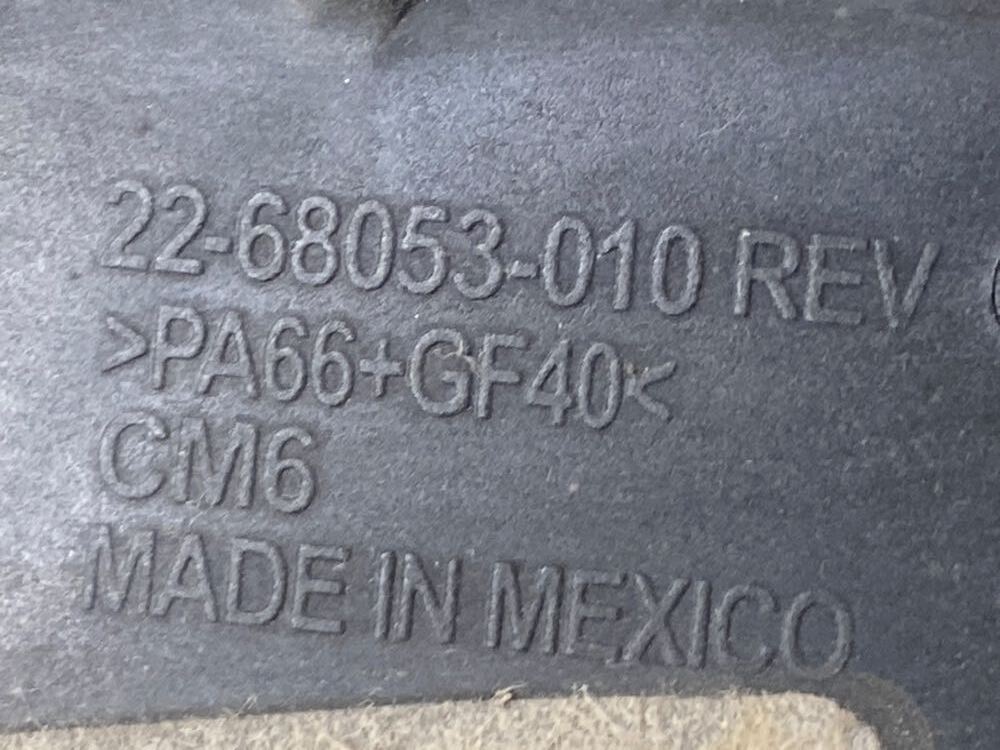 22-68053-010 REV
>PA66+GF40<
CM6
MADE IN MEXICO